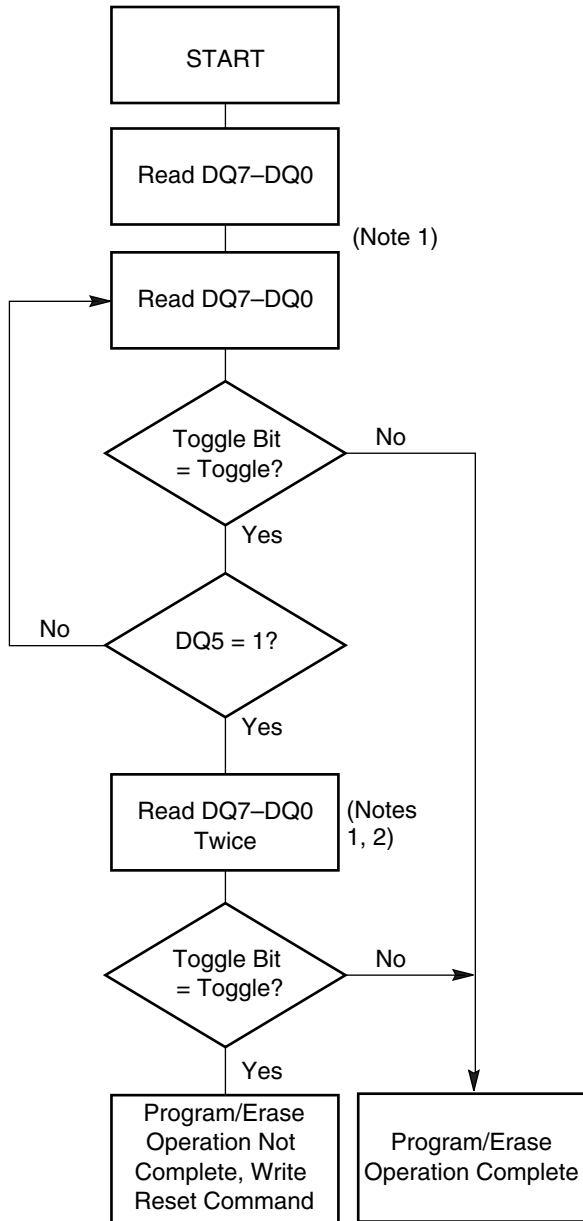 START
Read DQ7–DQ0
(Note 1)
Read DQ7–DQ0
Toggle Bit
= Toggle?
No
Yes
No
DQ5 = 1?
Yes
Read DQ7–DQ0
Twice
(Notes
1, 2)
Toggle Bit
= Toggle?
No
Yes
Program/Erase
Operation Not
Complete, Write
Reset Command
Program/Erase
Operation Complete